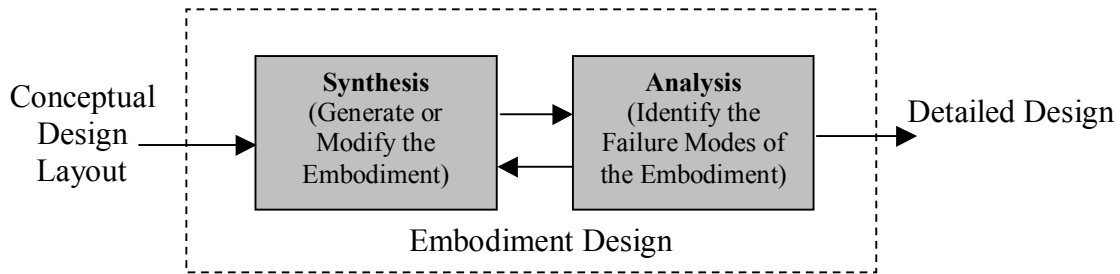 Conceptual
Design
Layout
Synthesis
(Generate or
Modify the
Embodiment)
Analysis
(Identify the
Failure Modes of
the Embodiment)
Detailed Design
Embodiment Design